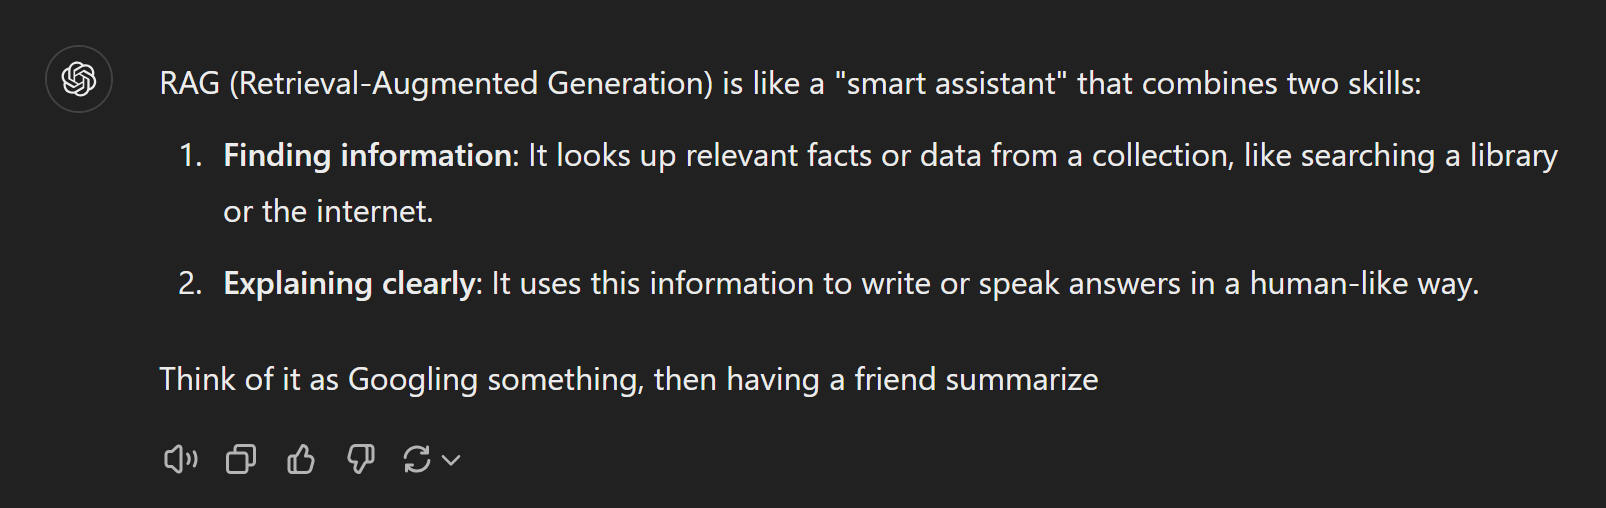 RAG (Retrieval-Augmented Generation) is like a "smart assistant" that combines two skills:
1. Finding information: It looks up relevant facts or data from a collection, like searching a library
or the internet.
2. Explaining clearly: It uses this information to write or speak answers in a human-like way.
Think of it as Googling something, then having a friend summarize